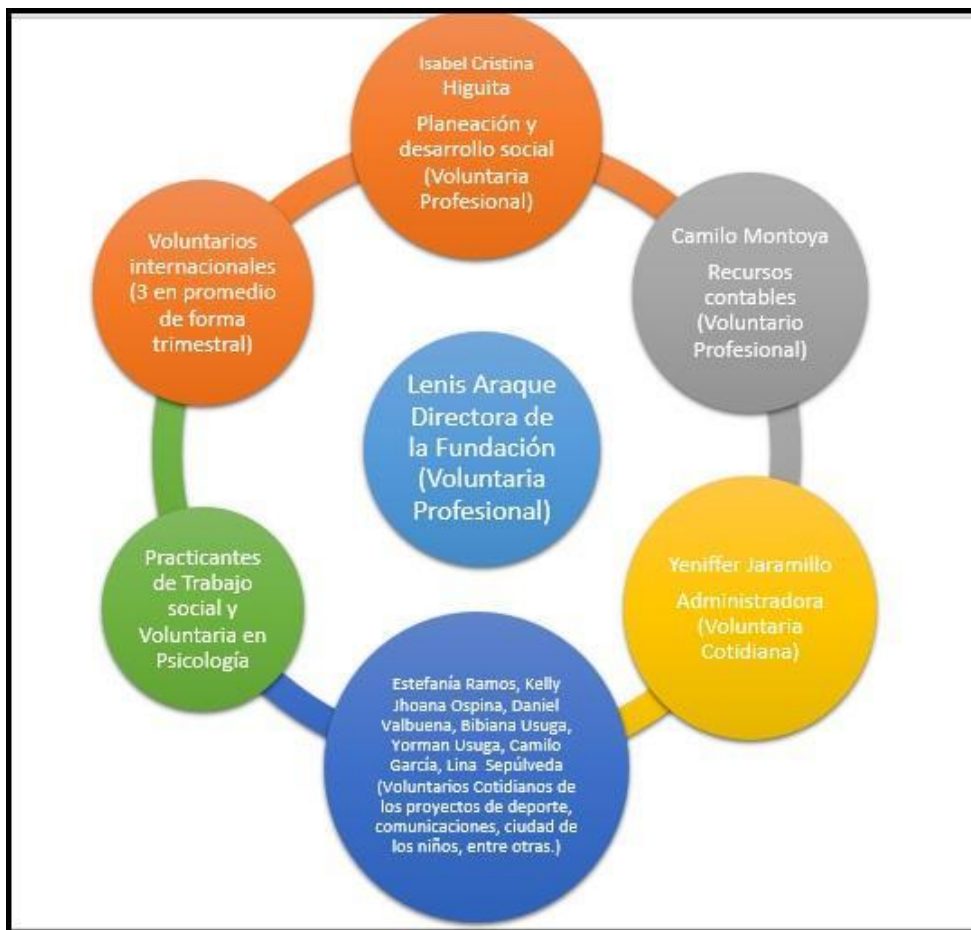 Isabel Cristina
Higuita
Planeación y
desarrollo social
(Voluntaria
Profesional)
Camilo Montoya
Recursos
contables
(Voluntario
Profesional)
Yeniffer Jaramillo
Administradora
(Voluntaria
Cotidiana)
Estefanía Ramos, Kelly
Jhoana Ospina, Daniel
Valbuena, Bibiana Usuga,
Yorman Usuga, Camilo
García, Lina Sepúlveda
(Voluntarios Cotidianos de
los proyectos de deporte,
comunicaciones, ciudad de
los niños, entre otras.)
Practicantes
de Trabajo
social y
Voluntaria en
Psicología
Voluntarios
internacionales
(3 en promedio
de forma
trimestral)
Lenis Araque
Directora de
la Fundación
(Voluntaria
Profesional)